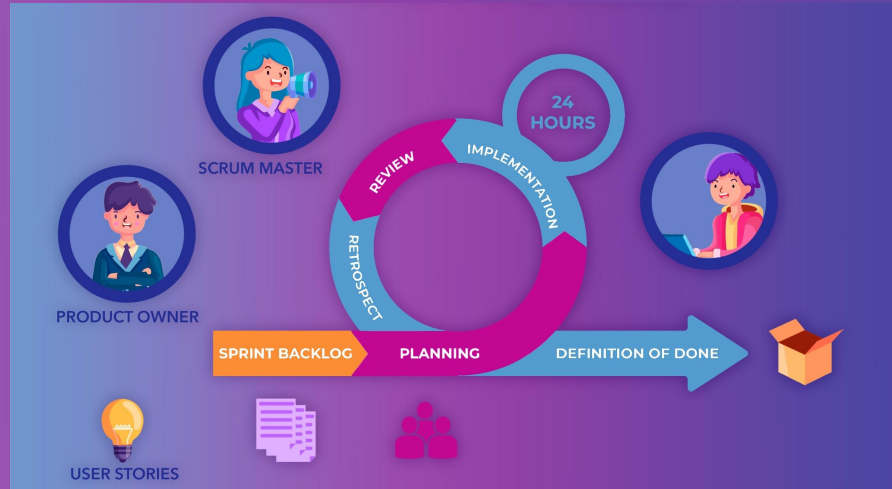 24
HOURS
IMPLEMENTATION
REVIEW
SCRUM MASTER
RETROSPECT
PRODUCT OWNER
SPRINT BACKLOG
PLANNING
DEFINITION OF DONE
USER STORIES